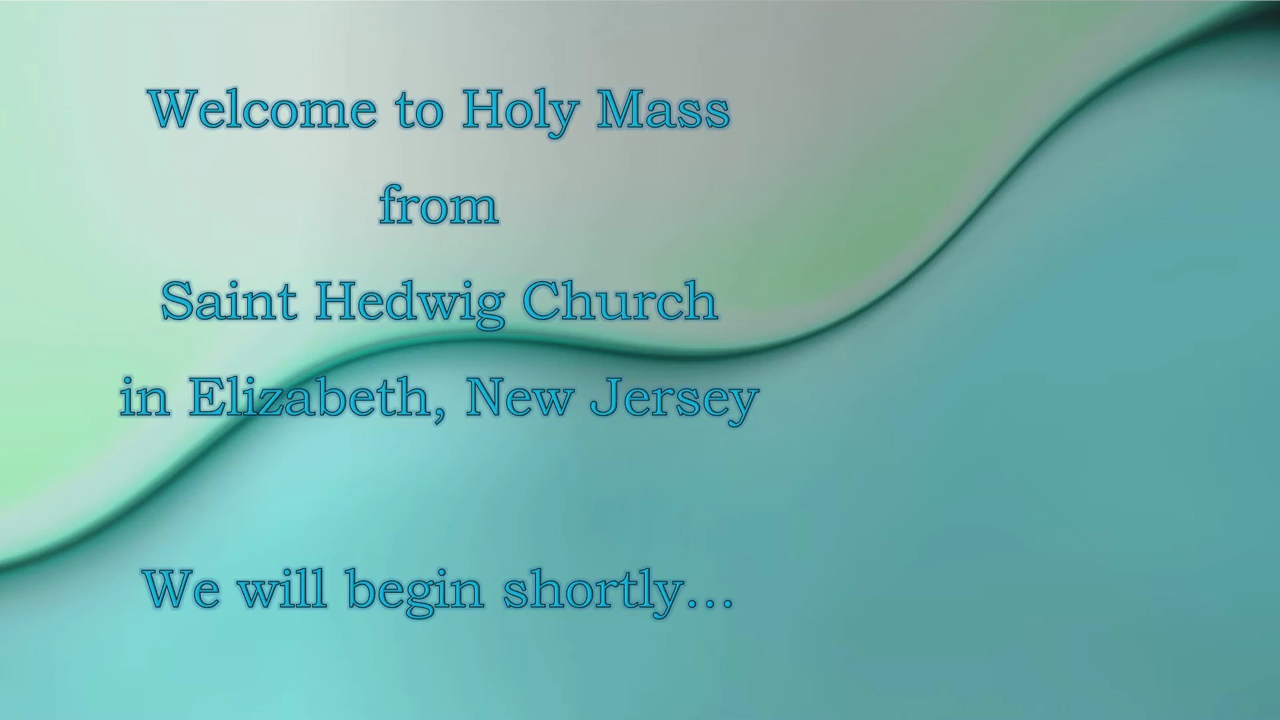 Welcome to Holy Mass
from
Saint Hedwig Church
in Elizabeth, New Jersey
We will begin shortly...